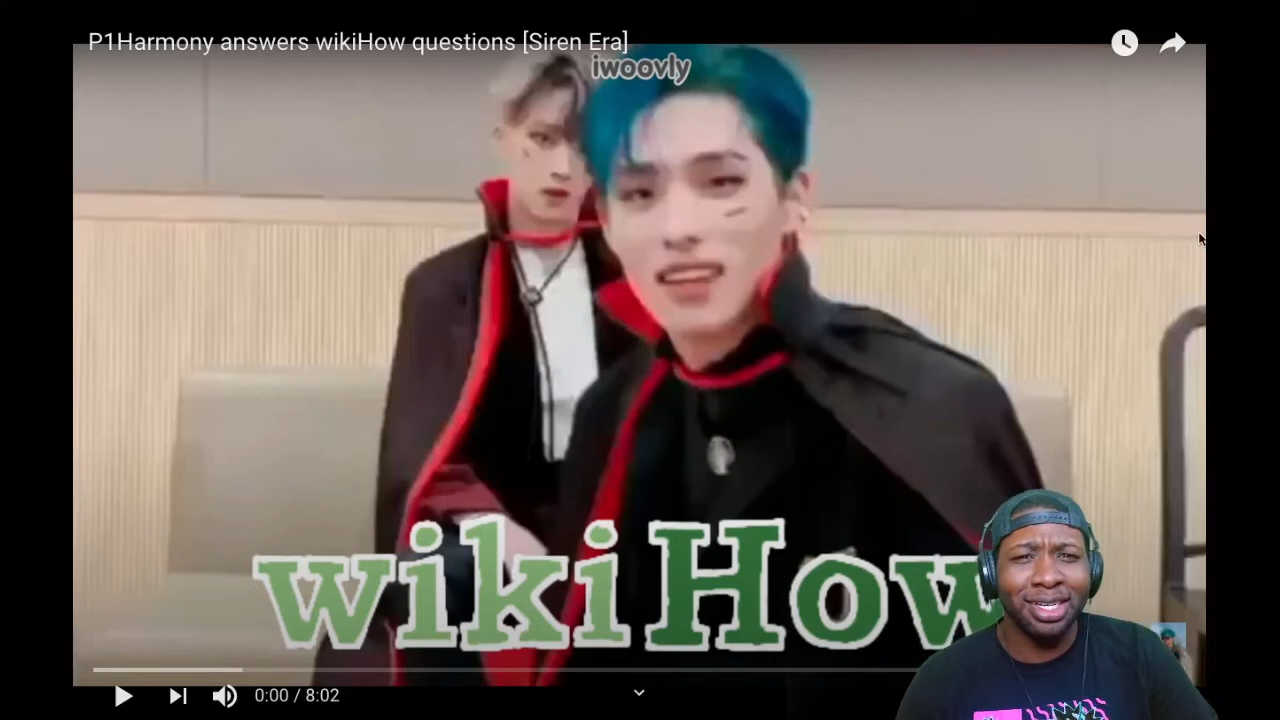 P1Harmony answers wikiHow questions [Siren Era]
iwoovly
wikiHow
0:00 / 8:02